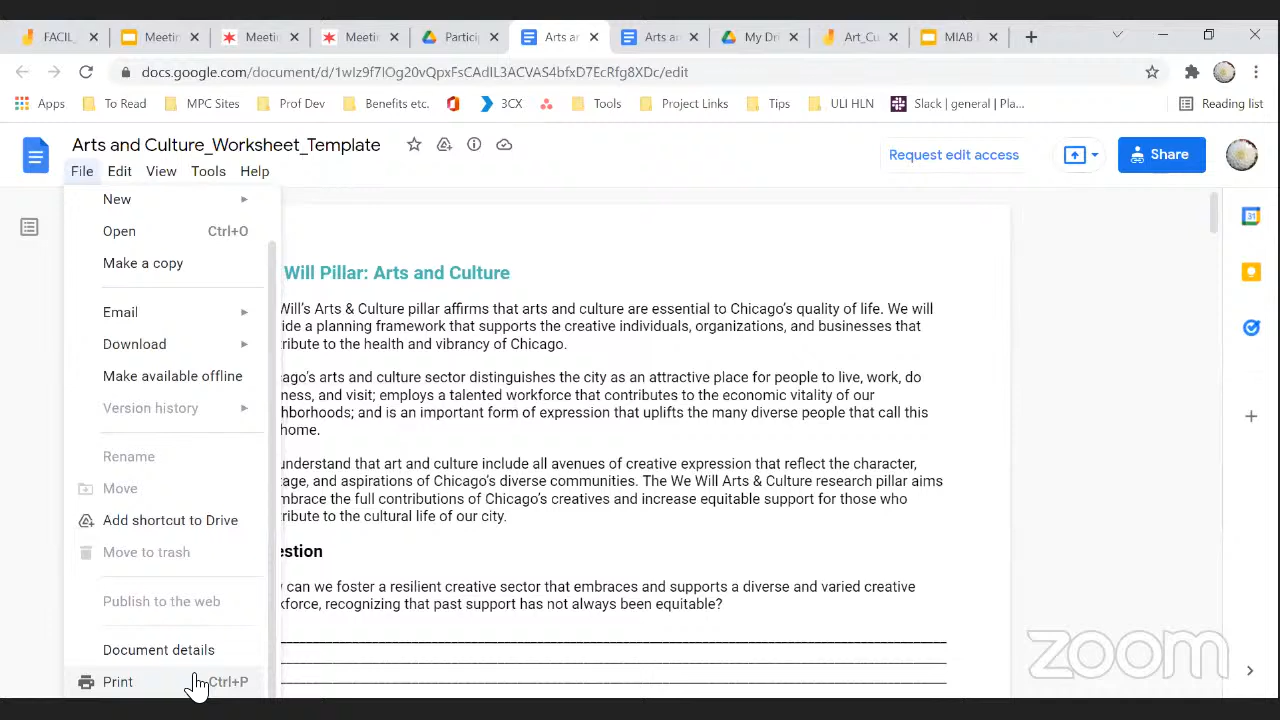 FACIL_
Meetin
Meetin
Meetin
Particip
Arts ar
Arts ar
My Dri
Art_Cu
MIAB I
docs.google.com/document/d/1wIz9f7IOg20vQpxFsCAdIL3ACVAS4bfxD7EcRfg8XDc/edit
Apps To Read MPC Sites Prof Dev Benefits etc. 3CX Tools Project Links Tips ULI HLN Slack | general | Pla... Reading list
Arts and Culture_Worksheet_Template
Request edit access
Share
File Edit View Tools Help
New
Open Ctrl+O
Make a copy
Email
Download
Make available offline
Version history
Rename
Move
Add shortcut to Drive
Move to trash
Publish to the web
Document details
Print Ctrl+P
Will Pillar: Arts and Culture
Will's Arts & Culture pillar affirms that arts and culture are essential to Chicago's quality of life. We will
ide a planning framework that supports the creative individuals, organizations, and businesses that
tribute to the health and vibrancy of Chicago.
ago's arts and culture sector distinguishes the city as an attractive place for people to live, work, do
ness, and visit; employs a talented workforce that contributes to the economic vitality of our
hborhoods; and is an important form of expression that uplifts the many diverse people that call this
home.
understand that art and culture include all avenues of creative expression that reflect the character,
tage, and aspirations of Chicago's diverse communities. The We Will Arts & Culture research pillar aims
mbrace the full contributions of Chicago's creatives and increase equitable support for those who
tribute to the cultural life of our city.
estion
can we foster a resilient creative sector that embraces and supports a diverse and varied creative
kforce, recognizing that past support has not always been equitable?
31
zoom